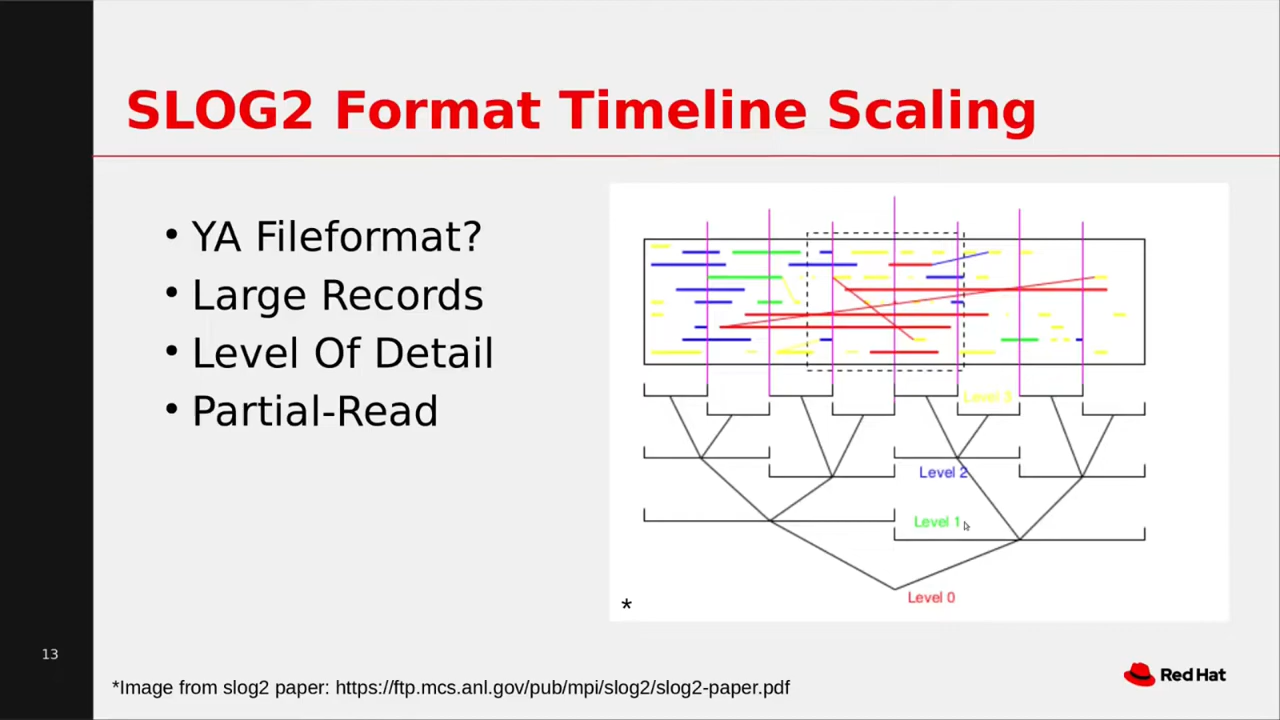 SLOG2 Format Timeline Scaling
• YA Fileformat?
• Large Records
• Level Of Detail
• Partial-Read
Level 3
Level 2
Level 1
Level 0
*
13
*Image from slog2 paper: https://ftp.mcs.anl.gov/pub/mpi/slog2/slog2-paper.pdf
Red Hat